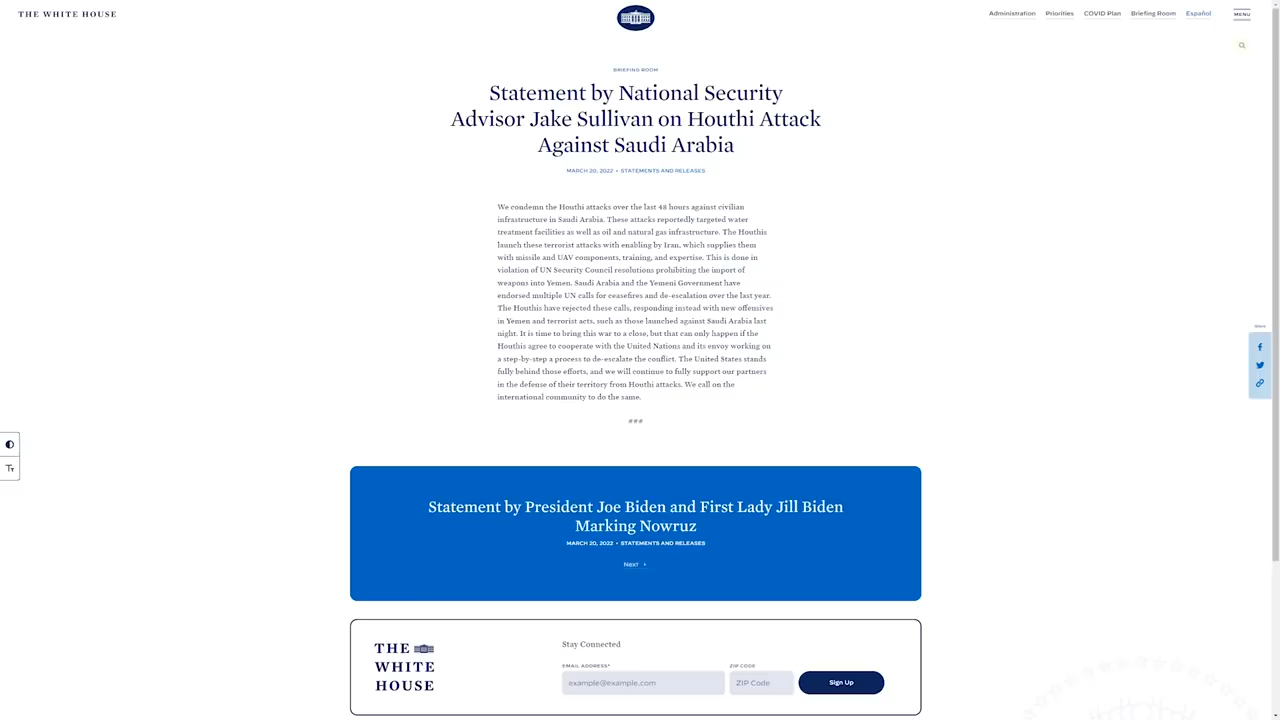 THE WHITE HOUSE
Administration Priorities COVID Plan Briefing Room Español MENU
BRIEFING ROOM
Statement by National Security
Advisor Jake Sullivan on Houthi Attack
Against Saudi Arabia
MARCH 20, 2022 • STATEMENTS AND RELEASES
We condemn the Houthi attacks over the last 48 hours against civilian
infrastructure in Saudi Arabia. These attacks reportedly targeted water
treatment facilities as well as oil and natural gas infrastructure. The Houthis
launch these terrorist attacks with enabling by Iran, which supplies them
with missile and UAV components, training, and expertise. This is done in
violation of UN Security Council resolutions prohibiting the import of
weapons into Yemen. Saudi Arabia and the Yemeni Government have
endorsed multiple UN calls for ceasefires and de-escalation over the last year.
The Houthis have rejected these calls, responding instead with new offensives
in Yemen and terrorist acts, such as those launched against Saudi Arabia last
night. It is time to bring this war to a close, but that can only happen if the
Houthis agree to cooperate with the United Nations and its envoy working on
a step-by-step a process to de-escalate the conflict. The United States stands
fully behind those efforts, and we will continue to fully support our partners
in the defense of their territory from Houthi attacks. We call on the
international community to do the same.
###
Share
Tт
Statement by President Joe Biden and First Lady Jill Biden
Marking Nowruz
MARCH 20, 2022 • STATEMENTS AND RELEASES
Next
THE
WHITE
HOUSE
Stay Connected
EMAIL ADDRESS* ZIP CODE
example@example.com ZIP Code Sign Up